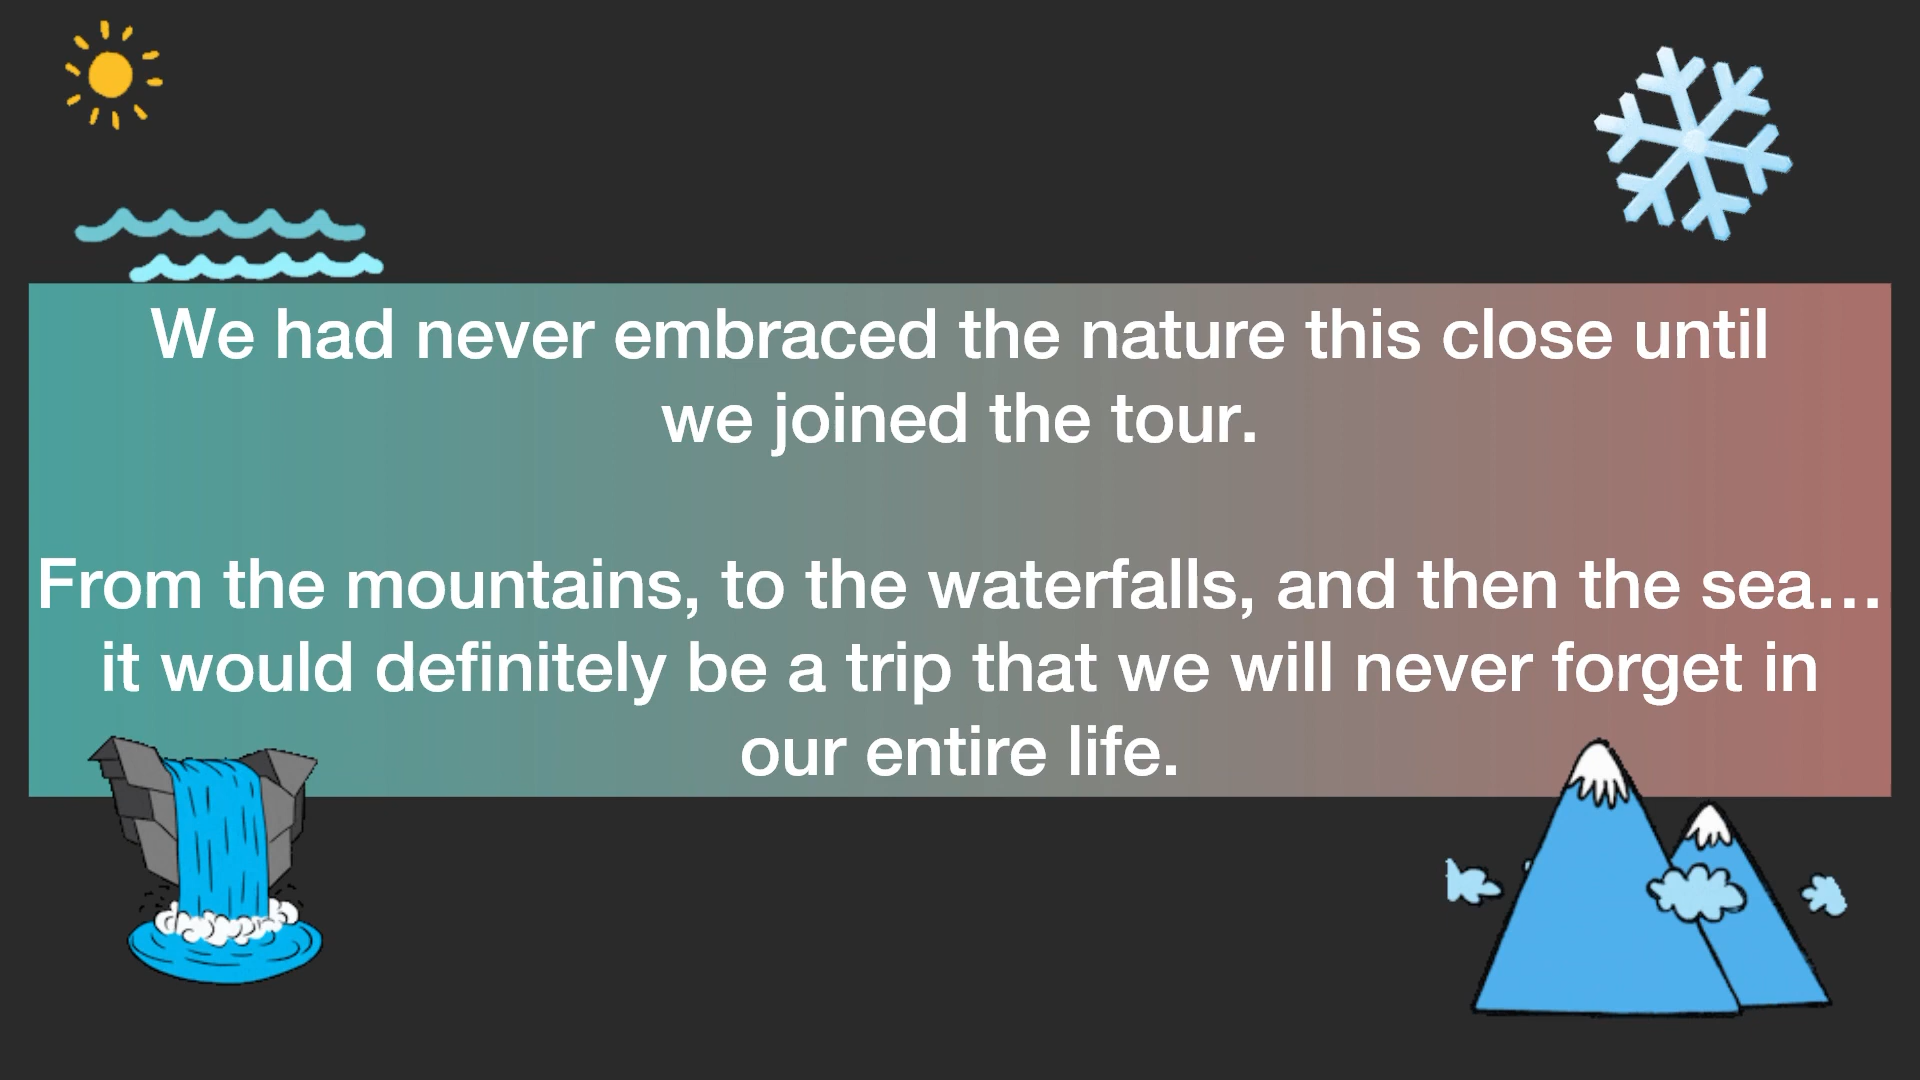 We had never embraced the nature this close until
we joined the tour.
From the mountains, to the waterfalls, and then the sea…
it would definitely be a trip that we will never forget in
our entire life.